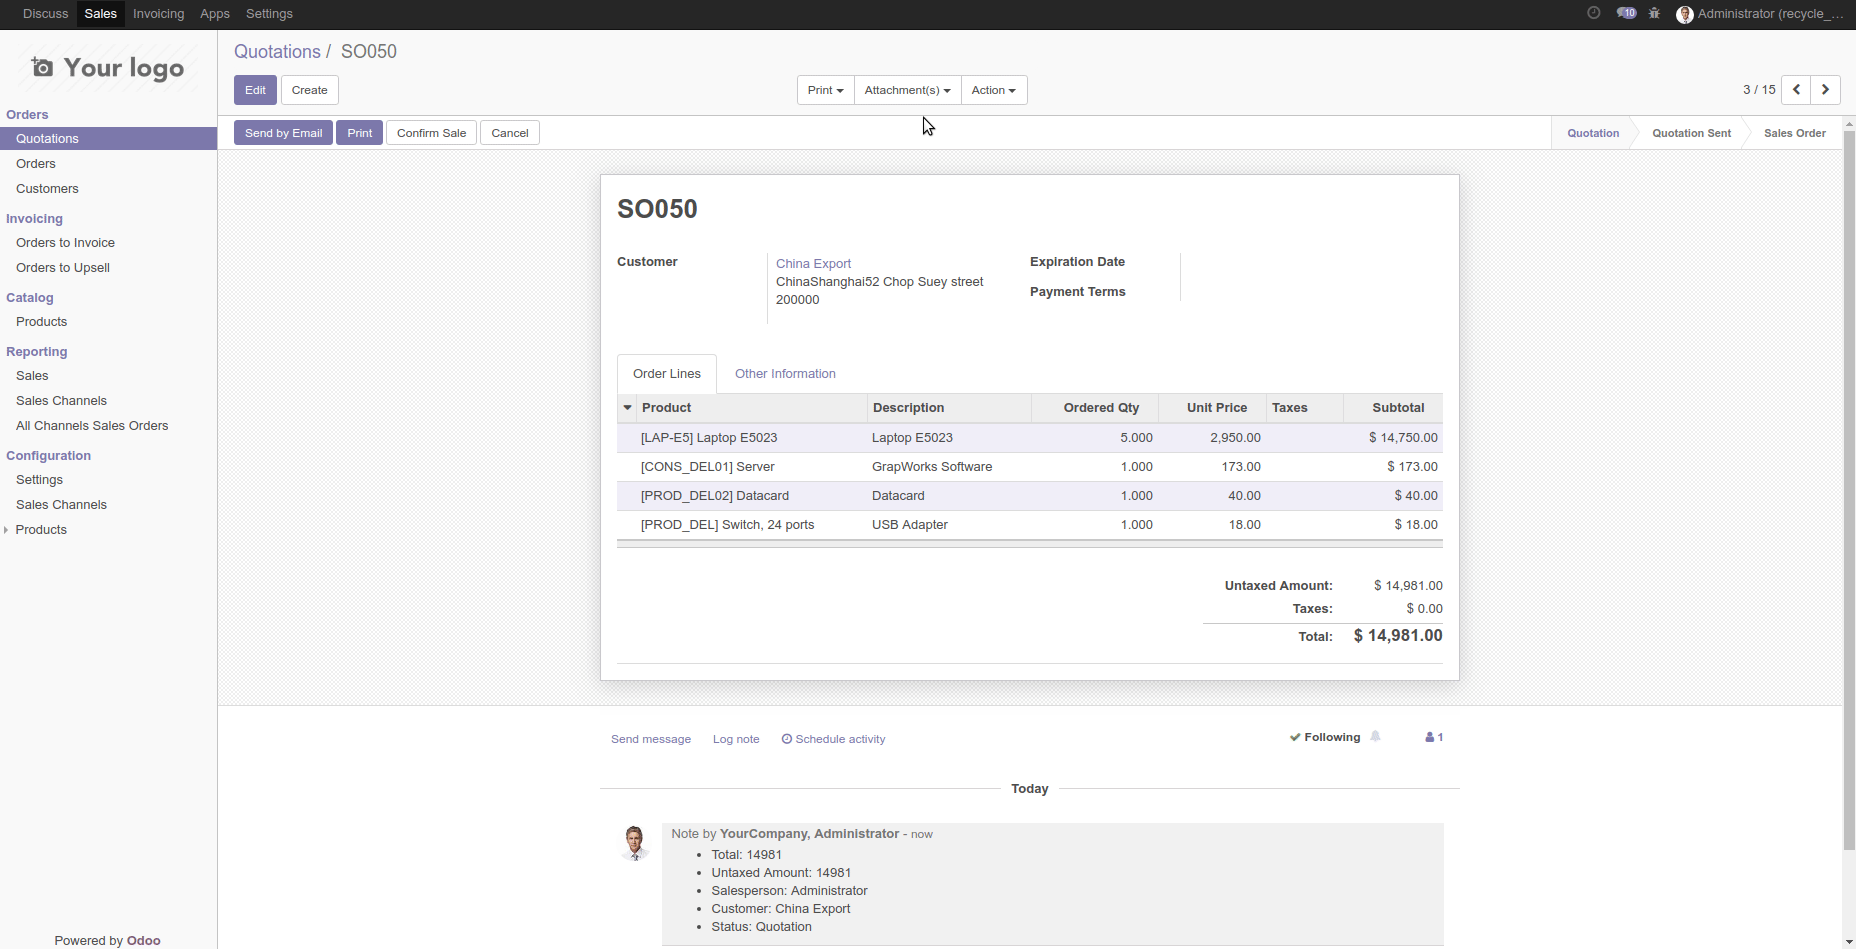 Discuss Sales Invoicing Apps Settings
10 Administrator (recycle_...
Your logo
Quotations / SO050
Edit Create
Print Attachment(s) Action
3 / 15
Send by Email Print Confirm Sale Cancel
Quotation Quotation Sent Sales Order
Orders
Quotations
Orders
Customers
Invoicing
Orders to Invoice
Orders to Upsell
Catalog
Products
Reporting
Sales
Sales Channels
All Channels Sales Orders
Configuration
Settings
Sales Channels
Products
Powered by Odoo
SO050
Customer
China Export
ChinaShanghai52 Chop Suey street
200000
Expiration Date
Payment Terms
Order Lines Other Information
Product Description Ordered Qty Unit Price Taxes Subtotal
[LAP-E5] Laptop E5023 Laptop E5023 5.000 2,950.00 $ 14,750.00
[CONS_DEL01] Server GrapWorks Software 1.000 173.00 $ 173.00
[PROD_DEL02] Datacard Datacard 1.000 40.00 $ 40.00
[PROD_DEL] Switch, 24 ports USB Adapter 1.000 18.00 $ 18.00
Untaxed Amount: $ 14,981.00
Taxes: $ 0.00
Total: $ 14,981.00
Send message Log note Schedule activity
Following 1
Today
Note by YourCompany, Administrator - now
Total: 14981
Untaxed Amount: 14981
Salesperson: Administrator
Customer: China Export
Status: Quotation